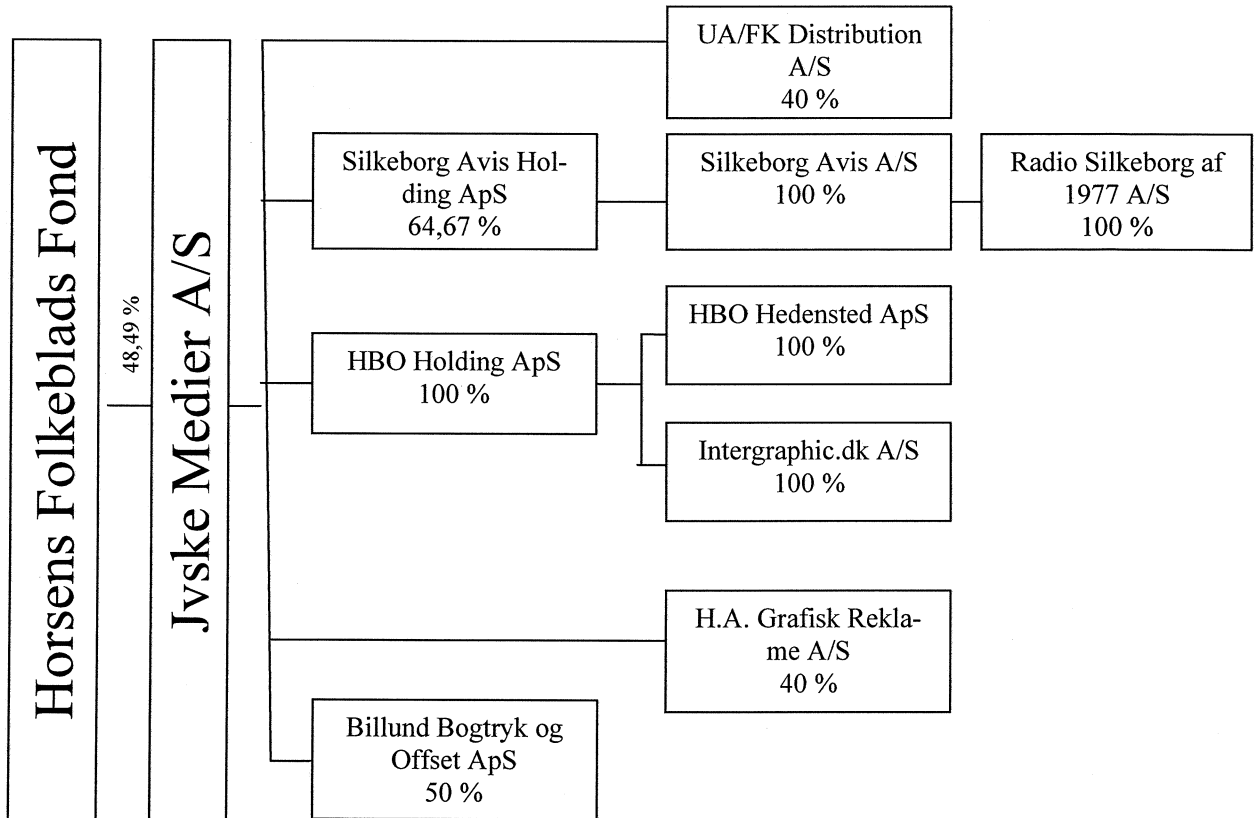 Horsens Folkeblads Fond
48,49 %
Jvske Medier A/S
UA/FK Distribution
A/S
40 %
Silkeborg Avis Hol-
ding ApS
64,67 %
Silkeborg Avis A/S
100 %
Radio Silkeborg af
1977 A/S
100 %
HBO Holding ApS
100 %
HBO Hedensted ApS
100 %
Intergraphic.dk A/S
100 %
H.A. Grafisk Rekla-
me A/S
40 %
Billund Bogtryk og
Offset ApS
50 %